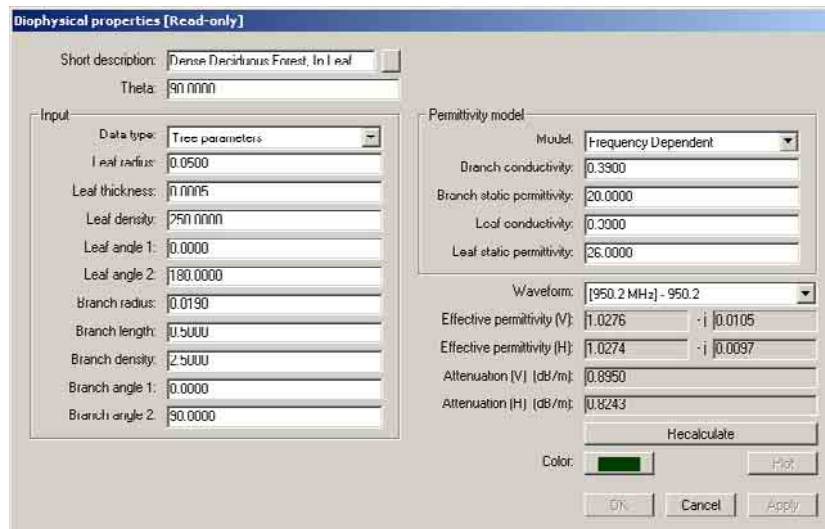 Biophysical properties [Read-only]
Short description: Dense Deciduous Forest, In Leaf
Theta: 90.0000
Input
Data type: Tree parameters
Leaf radius: 0.0500
Leaf thickness: 0.0005
Leaf density: 250.0000
Leaf angle 1: 0.0000
Leaf angle 2: 180.0000
Branch radius: 0.0190
Branch length: 0.5000
Branch density: 2.5000
Branch angle 1: 0.0000
Branch angle 2: 90.0000
Permittivity model
Model: Frequency Dependent
Branch conductivity: 0.3900
Branch static permittivity: 20.0000
Leaf conductivity: 0.3900
Leaf static permittivity: 26.0000
Waveform: [950.2 MHz] - 950.2
Effective permittivity (V): 1.0276 - j 0.0105
Effective permittivity (H): 1.0274 - j 0.0097
Attenuation (V) (dB/m): 0.8950
Attenuation (H) (dB/m): 0.8243
Recalculate
Color:
Plot
OK Cancel Apply